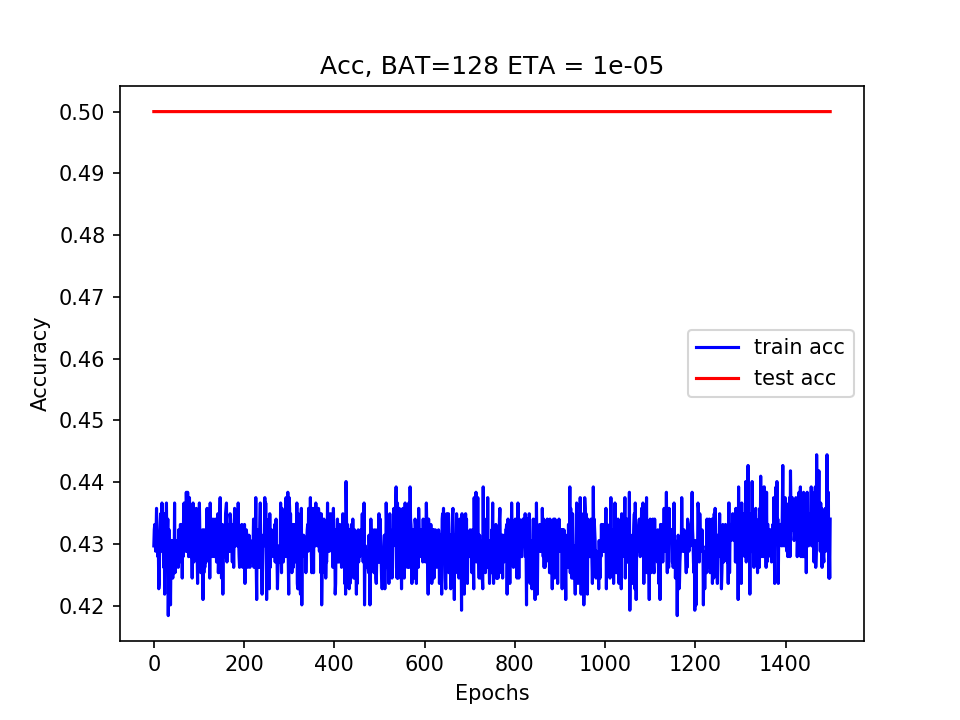 Acc, BAT=128 ETA = 1e-05
Accuracy
0.50
0.49
0.48
0.47
0.46
0.45
0.44
0.43
0.42
train acc
test acc
0 200 400 600 800 1000 1200 1400
Epochs